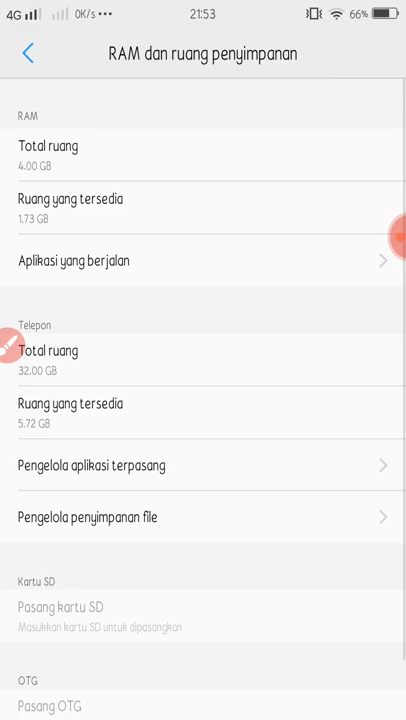 4G 0K/s ••• 21:53 66%
RAM dan ruang penyimpanan
RAM
Total ruang
4.00 GB
Ruang yang tersedia
1.73 GB
Aplikasi yang berjalan
Telepon
Total ruang
32.00 GB
Ruang yang tersedia
5.72 GB
Pengelola aplikasi terpasang
Pengelola penyimpanan file
Kartu SD
Pasang kartu SD
Masukkan kartu SD untuk dipasangkan
OTG
Pasang OTG